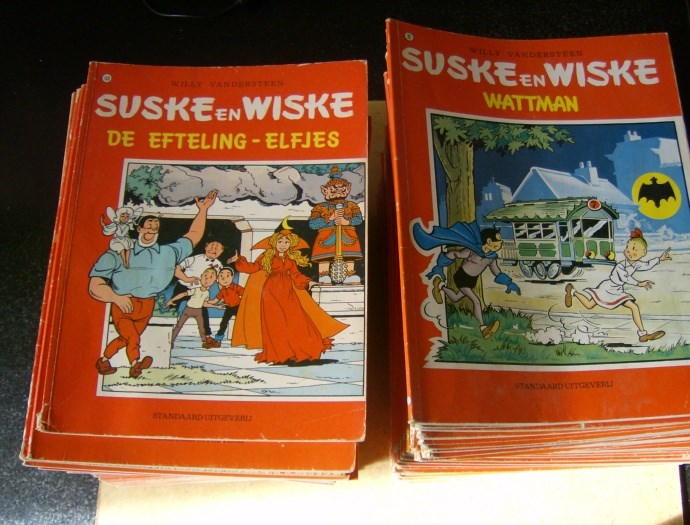 WILLY VANDERSTEEN
SUSKE EN WISKE
DE EFTELING-ELFJES
STANDAARD UITGEVERIJ
WILLY VANDERSTEEN
SUSKE EN WISKE
WATTMAN
STANDAARD UITGEVERIJ